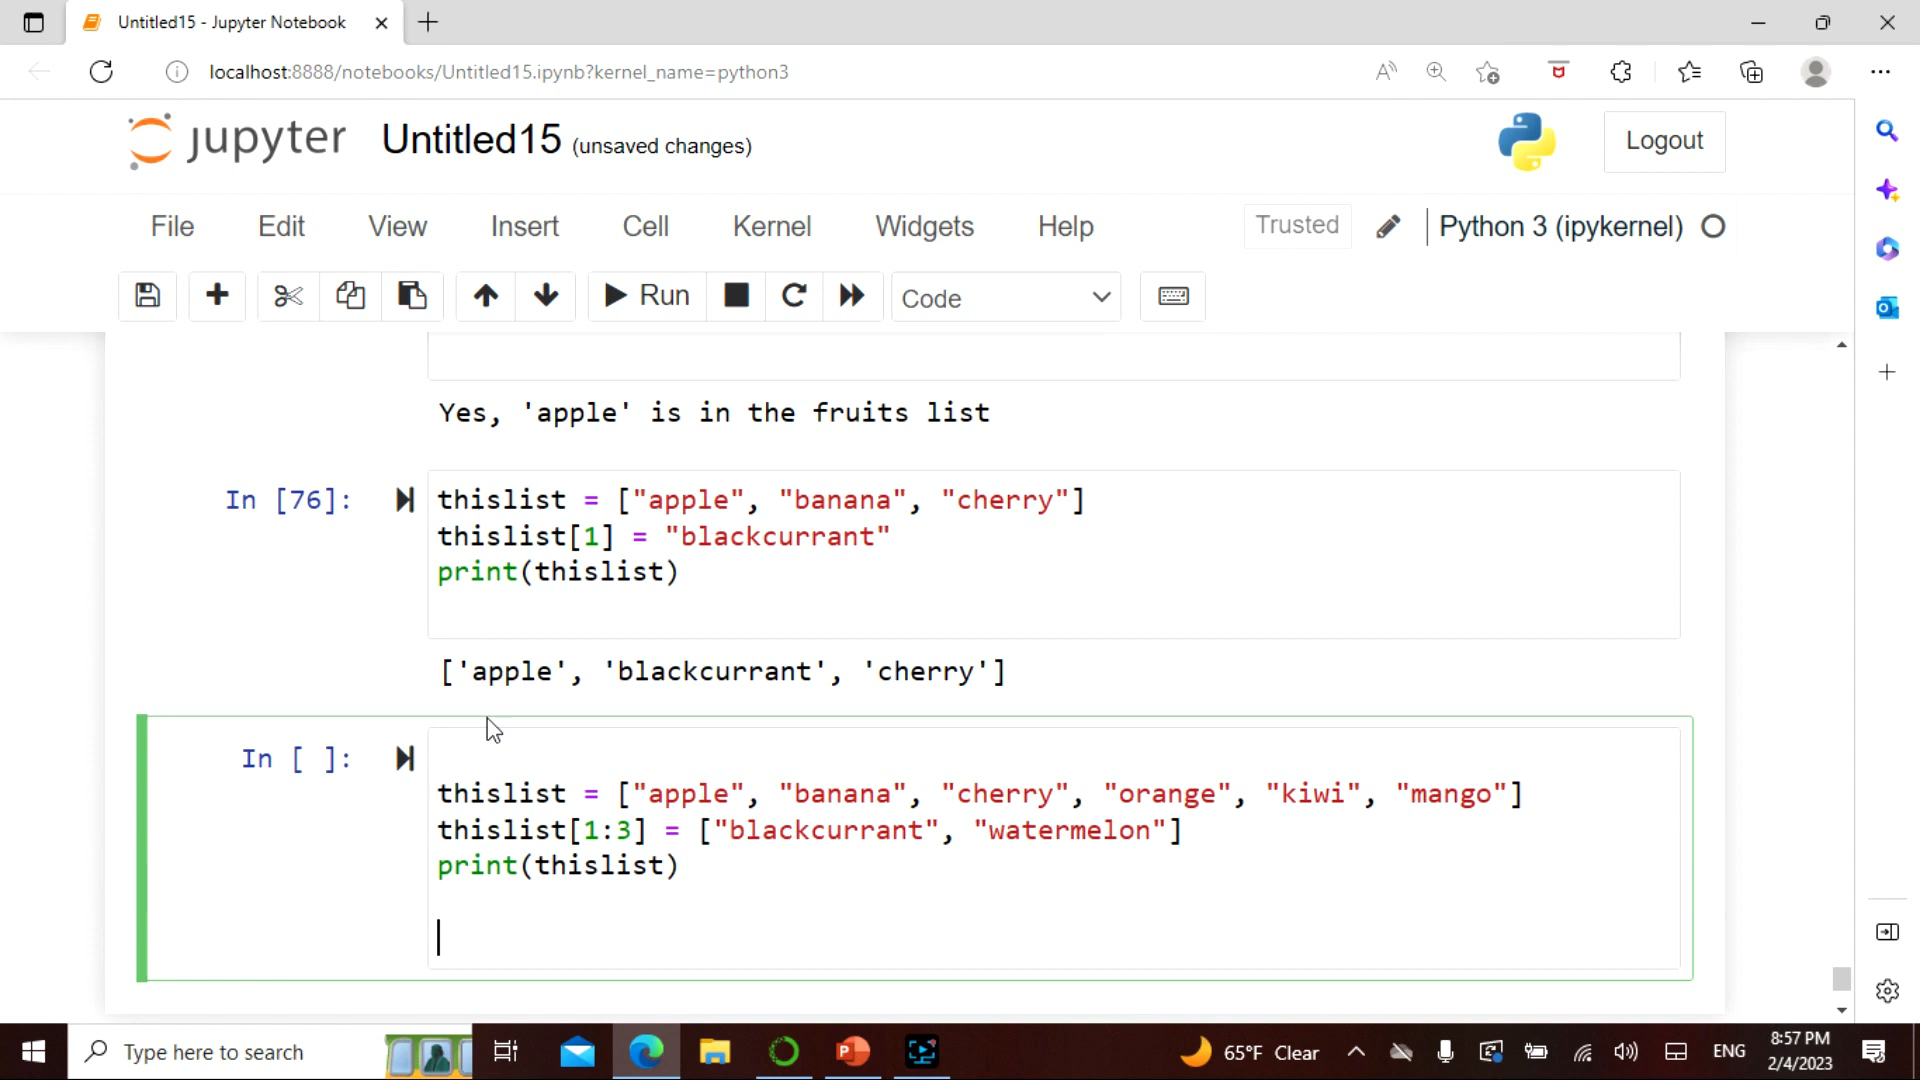 Untitled15 - Jupyter Notebook
localhost:8888/notebooks/Untitled15.ipynb?kernel_name=python3
jupyter Untitled15 (unsaved changes)
Logout
File Edit View Insert Cell Kernel Widgets Help Trusted Python 3 (ipykernel)
Run Code
Yes, 'apple' is in the fruits list
In [76]: thislist = ["apple", "banana", "cherry"]
thislist[1] = "blackcurrant"
print(thislist)
['apple', 'blackcurrant', 'cherry']
In [ ]:
thislist = ["apple", "banana", "cherry", "orange", "kiwi", "mango"]
thislist[1:3] = ["blackcurrant", "watermelon"]
print(thislist)
Type here to search
65°F Clear
ENG
8:57 PM
2/4/2023